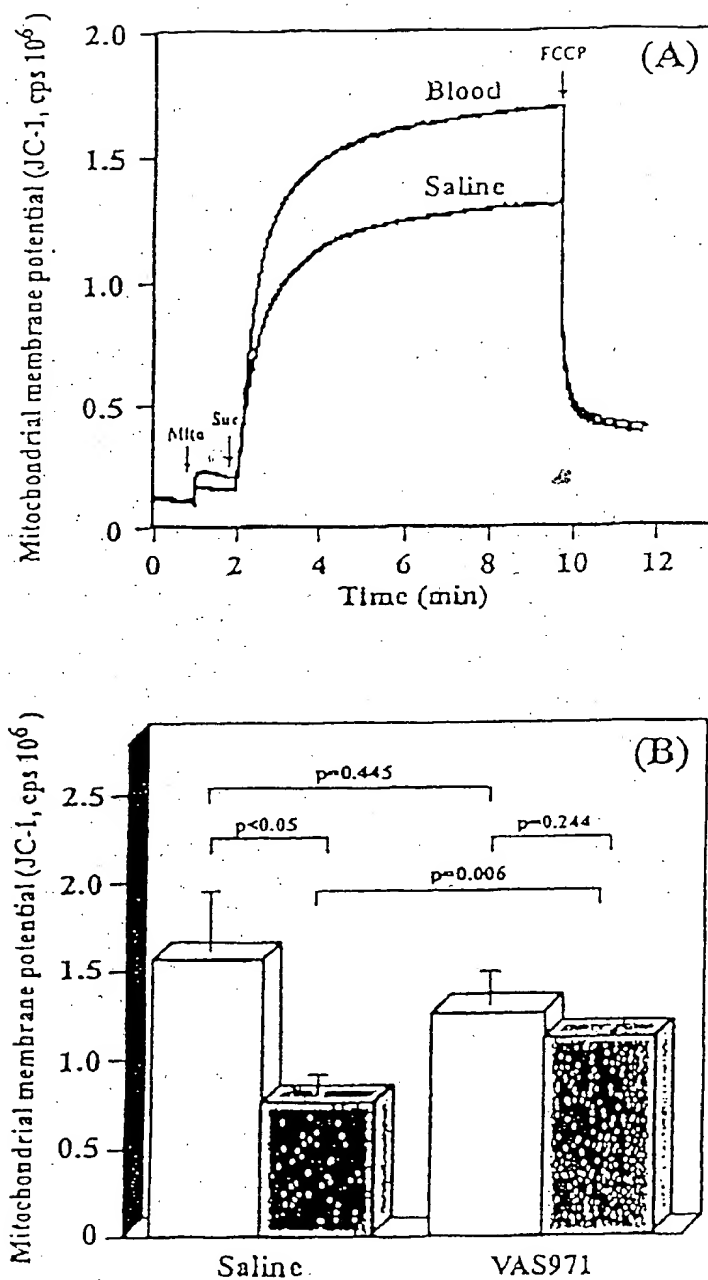 Mitochondrial membrane potential (JC-1, cps 10⁶)
(A)
2.0
1.5
1.0
0.5
0
FCCP
Blood
Saline
Mito
Suc
0 2 4 6 8 10 12
Time (min)
Mitochondrial membrane potential (JC-1, cps 10⁶)
(B)
2.5
2.0
1.5
1.0
0.5
0
p=0.445
p<0.05
p=0.244
p=0.006
Saline
VAS971